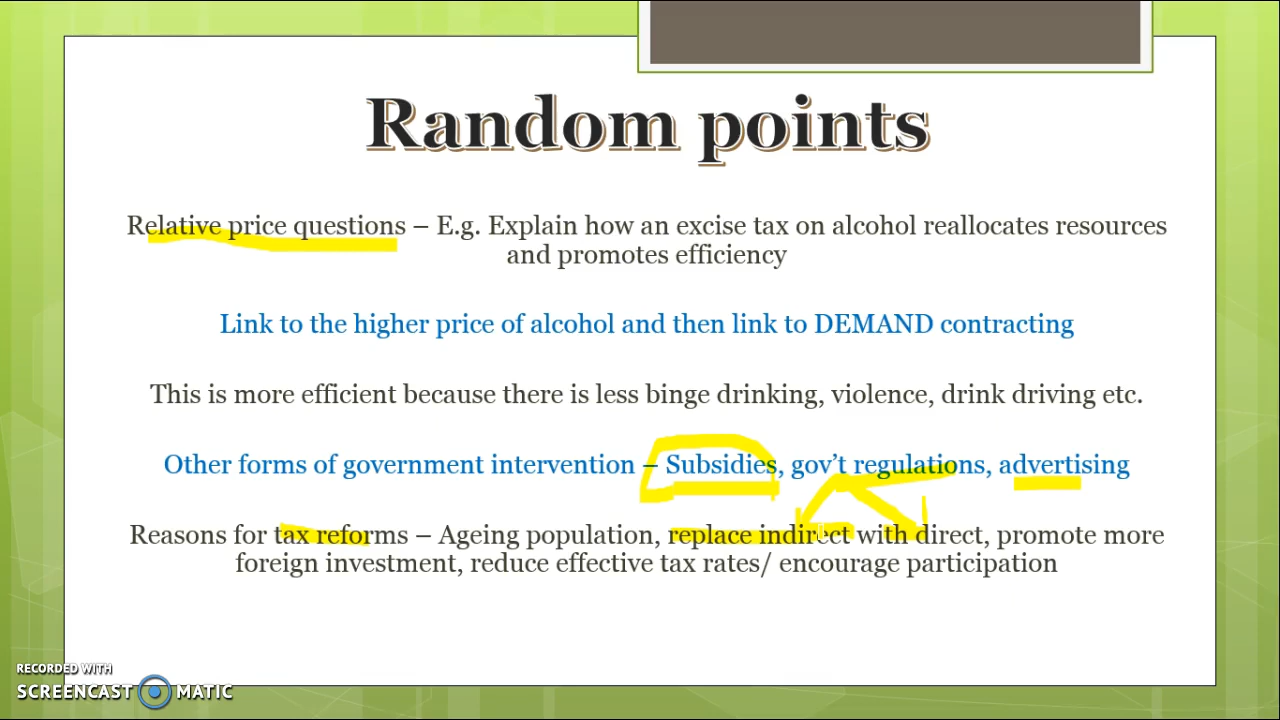 Random points
Relative price questions – E.g. Explain how an excise tax on alcohol reallocates resources
and promotes efficiency
Link to the higher price of alcohol and then link to DEMAND contracting
This is more efficient because there is less binge drinking, violence, drink driving etc.
Other forms of government intervention – Subsidies, gov’t regulations, advertising
Reasons for tax reforms – Ageing population, replace indirect with direct, promote more
foreign investment, reduce effective tax rates/ encourage participation
RECORDED WITH
SCREENCAST MATIC